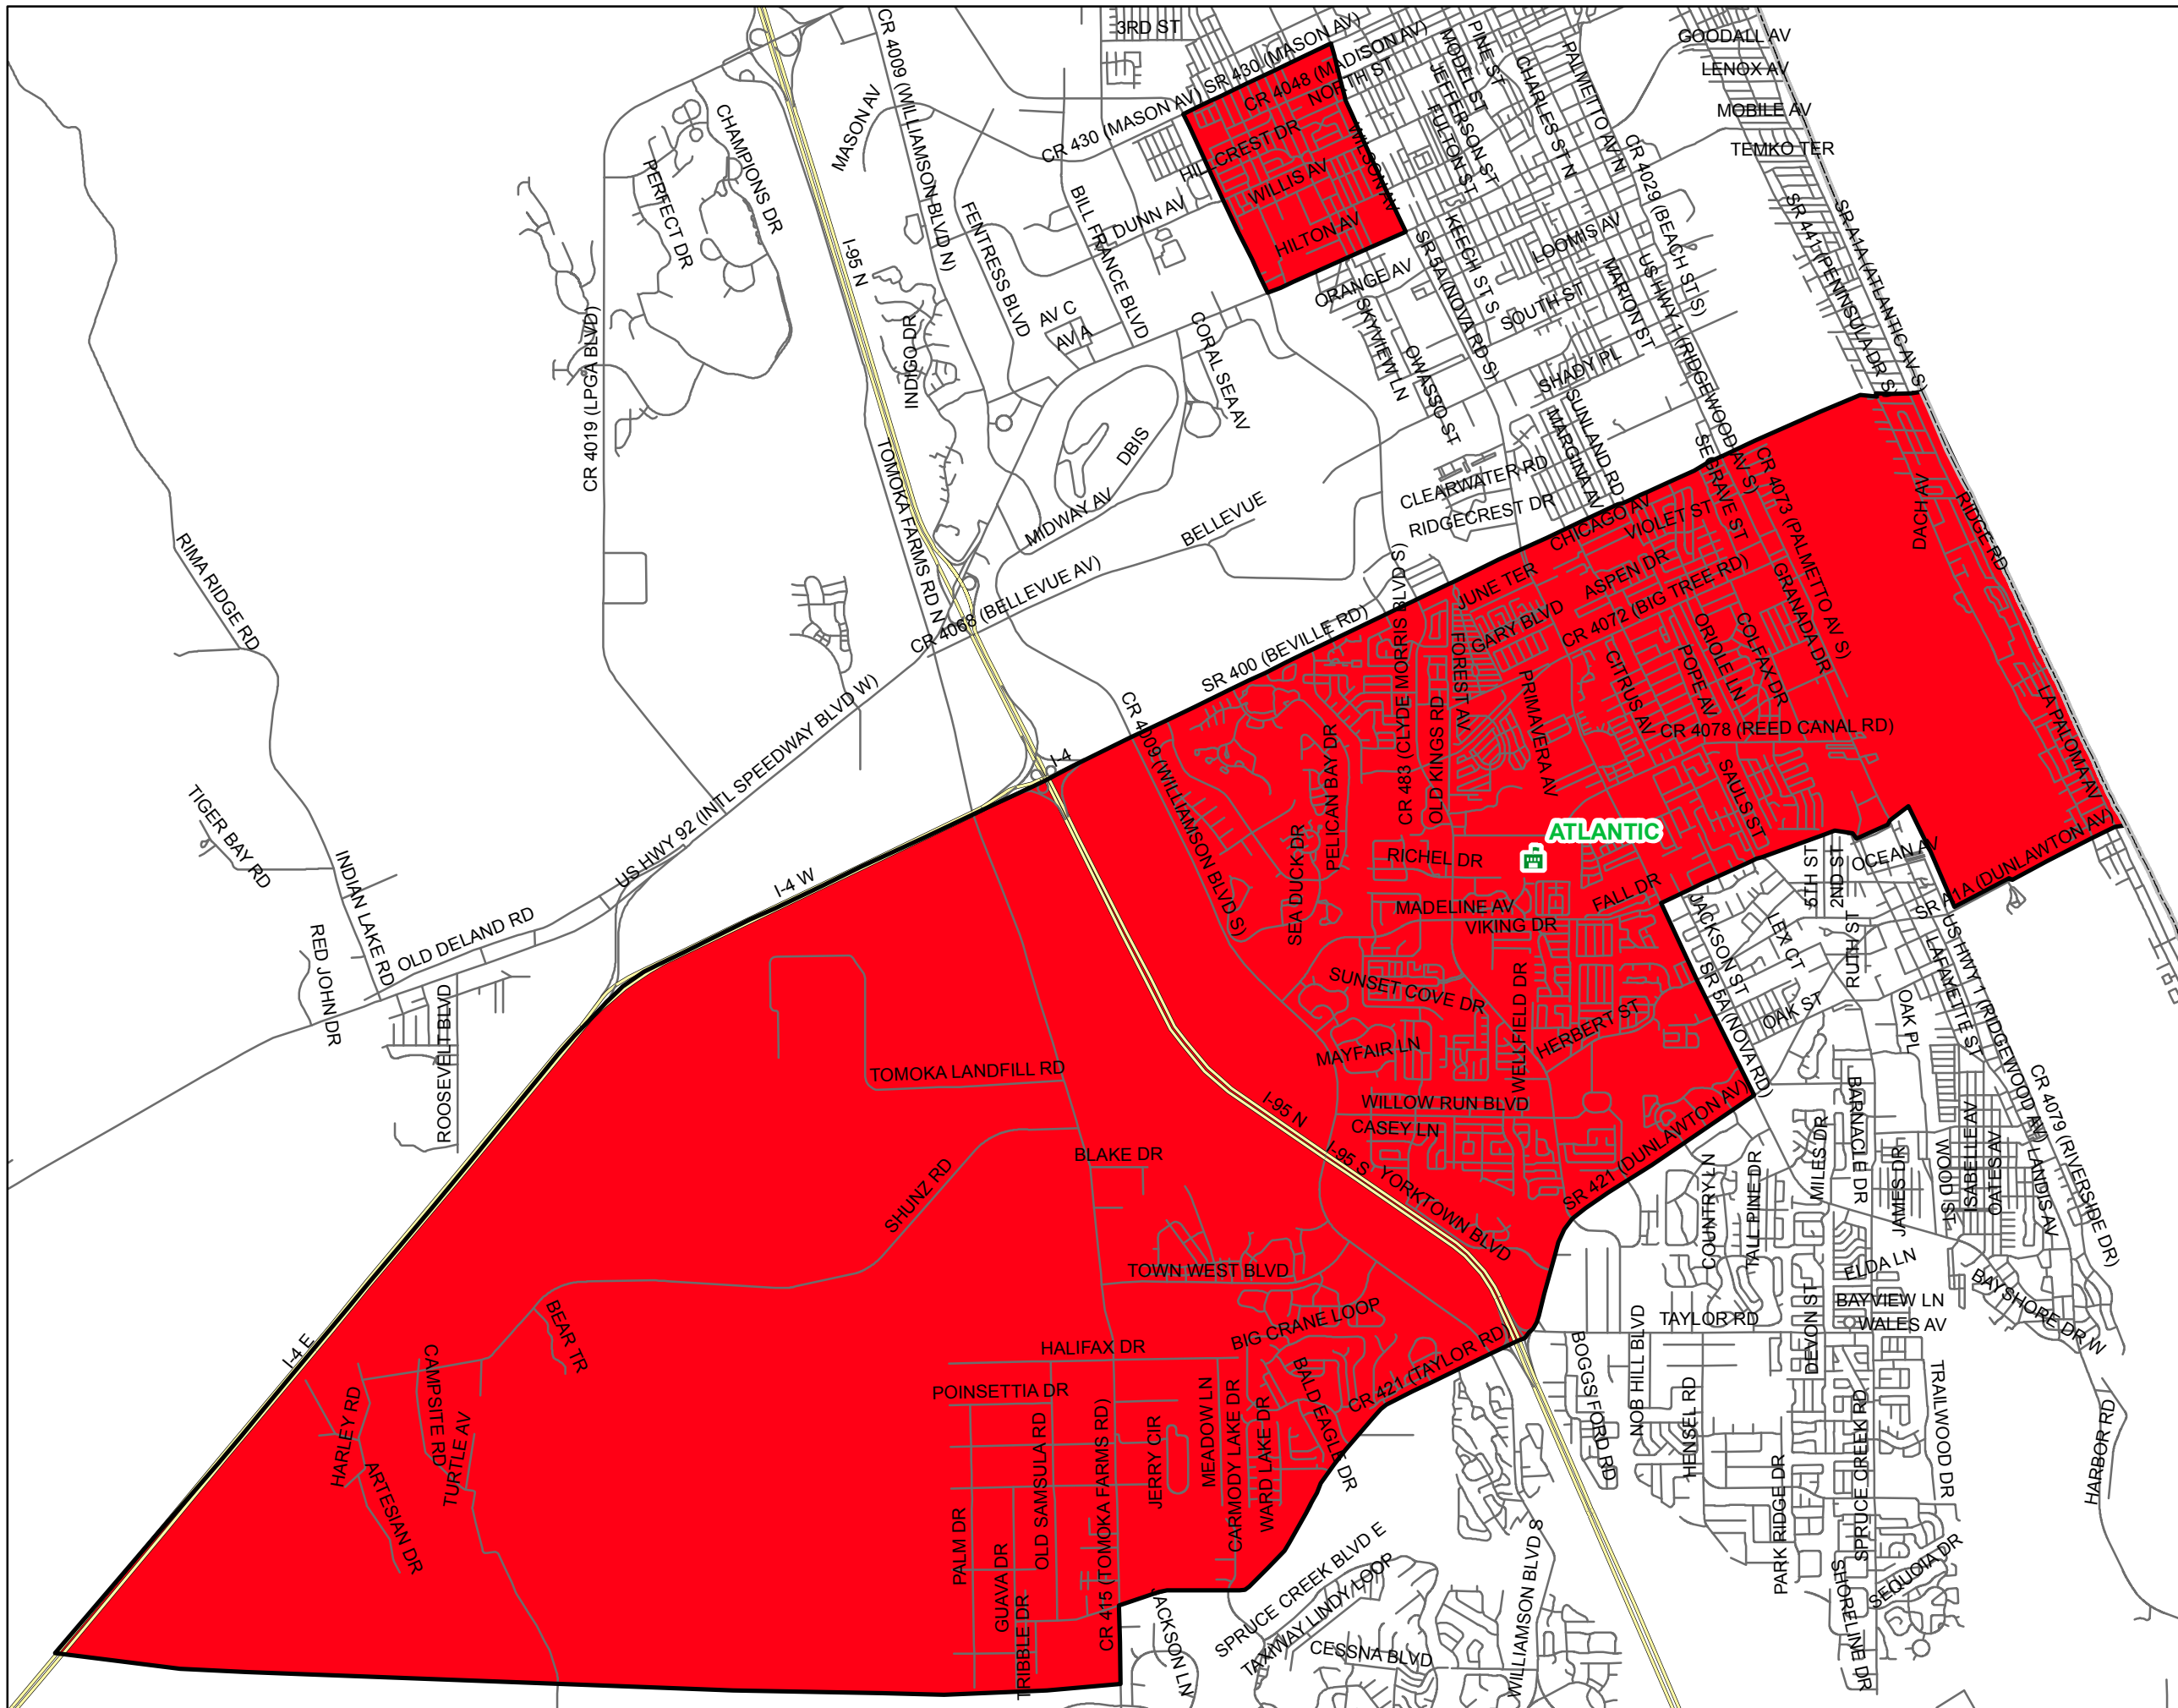 3RD ST
SR 430 (MASON AV)
CR 4048 (MADISON AV)
NORTH ST
MODEL ST
PINE ST
JEFFERSON ST
FULTON ST
CHARLES ST N
PALMETTO AV N
CR 4029 (BEACH ST S)
GOODALL AV
LENOX AV
MOBILE AV
TEMKO TER
SR 441 (PENINSULA DR S)
SR A1A (ATLANTIC AV S)
CR 4009 (WILLIAMSON BLVD N)
MASON AV
CHAMPIONS DR
PERFECT DR
CR 430 (MASON AV)
HILLCREST DR
WILLIS AV
WILSON AV
HILTON AV
DUNN AV
BILL FRANCE BLVD
FENTRESS BLVD
I-95 N
INDIGO DR
AV C
AV A
CORAL SEA AV
ORANGE AV
SKYVIEW LN
OWASSO ST
SR 5A (NOVA RD S)
KEECH ST S
LOOMIS AV
SOUTH ST
MARION ST
US HWY 1 (RIDGEWOOD AV S)
SHADY PL
SUNLAND RD
MARGINA AV
CR 4019 (LPGA BLVD)
TOMOKA FARMS RD N
DBIS
MIDWAY AV
BELLEVUE
CR 4068 (BELLEVUE AV)
CLEARWATER RD
RIDGECREST DR
CHICAGO AV
VIOLET ST
SEGRAVE ST
CR 4073 (PALMETTO AV S)
DACH AV
RIDGE RD
RIMA RIDGE RD
JUNE TER
GARY BLVD
ASPEN DR
CR 4072 (BIG TREE RD)
GRANADA DR
COLFAX DR
ORIOLE LN
POPE AV
CITRUS AV
PRIMAVERA AV
FOREST AV
OLD KINGS RD
CR 483 (CLYDE MORRIS BLVD S)
SR 400 (BEVILLE RD)
PELICAN BAY DR
SEA DUCK DR
CR 4009 (WILLIAMSON BLVD S)
I-4
US HWY 92 (INTL SPEEDWAY BLVD W)
I-4 W
CR 4078 (REED CANAL RD)
LA PALOMA AV
SAULS ST
TIGER BAY RD
INDIAN LAKE RD
OLD DELAND RD
RED JOHN DR
ROOSEVELT BLVD
ATLANTIC
RICHEL DR
MADELINE AV
VIKING DR
FALL DR
SUNSET COVE DR
WELLFIELD DR
HERBERT ST
MAYFAIR LN
WILLOW RUN BLVD
CASEY LN
5TH ST
2ND ST
OCEAN AV
SR A1A (DUNLAWTON AV)
JACKSON ST
SR 5A (NOVA RD)
LEX CT
RUTH ST
OAK ST
OAK PL
LAFAYETTE ST
US HWY 1 (RIDGEWOOD AV)
CR 4079 (RIVERSIDE DR)
TOMOKA LANDFILL RD
I-95 N
I-95 S
YORKTOWN BLVD
SR 421 (DUNLAWTON AV)
BLAKE DR
SHUNZ RD
TOWN WEST BLVD
BIG CRANE LOOP
BALD EAGLE DR
CR 421 (TAYLOR RD)
BARNACLE DR
MILES DR
COUNTRY LN
TALL PINE DR
JAMES DR
WOOD ST
ISABELLE AV
OATES AV
LANDIS AV
ELDA LN
BAYVIEW LN
WALES AV
BAYSHORE DR W
TAYLOR RD
DEVON ST
NOB HILL BLVD
BOGGS FORD RD
HENSEL RD
PARK RIDGE DR
SPRUCE CREEK RD
TRAILWOOD DR
HARBOR RD
SEQUOIA DR
SHORELINE DR
I-4 E
BEAR TR
CAMPSITE RD
TURTLE AV
HARLEY RD
ARTESIAN DR
HALIFAX DR
POINSETTIA DR
PALM DR
GUAVA DR
OLD SAMSULA RD
TRIBBLE DR
CR 415 (TOMOKA FARMS RD)
JERRY CIR
MEADOW LN
CARMODY LAKE DR
WARD LAKE DR
JACKSON LN
SPRUCE CREEK BLVD E
TAXIWAY LINDY LOOP
CESSNA BLVD
WILLIAMSON BLVD S